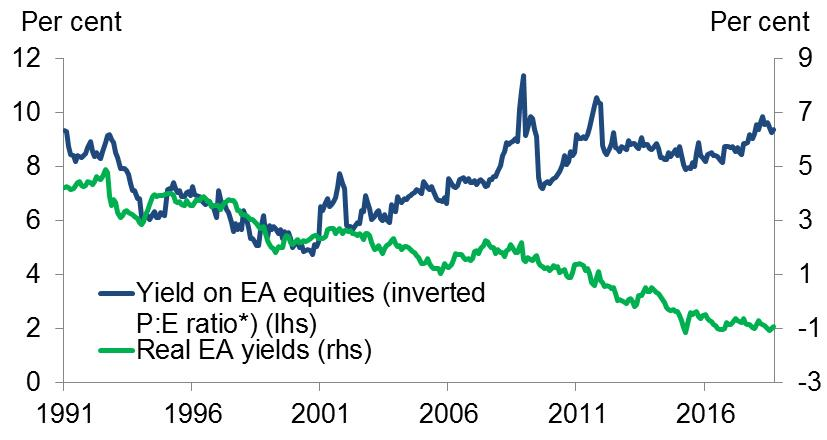 Per cent Per cent
12 9
10 7
8 5
6 3
4 1
2 -1
0 -3
Yield on EA equities (inverted
P:E ratio*) (lhs)
Real EA yields (rhs)
1991 1996 2001 2006 2011 2016